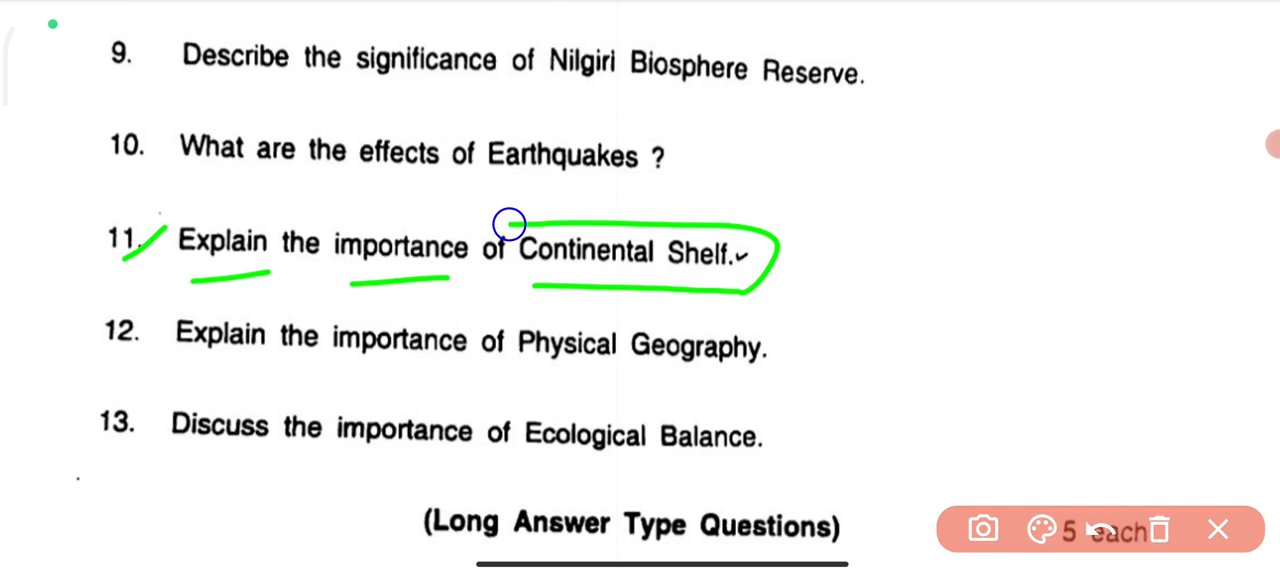 9. Describe the significance of Nilgiri Biosphere Reserve.
10. What are the effects of Earthquakes ?
11. Explain the importance of Continental Shelf.
12. Explain the importance of Physical Geography.
13. Discuss the importance of Ecological Balance.
(Long Answer Type Questions) 5 each